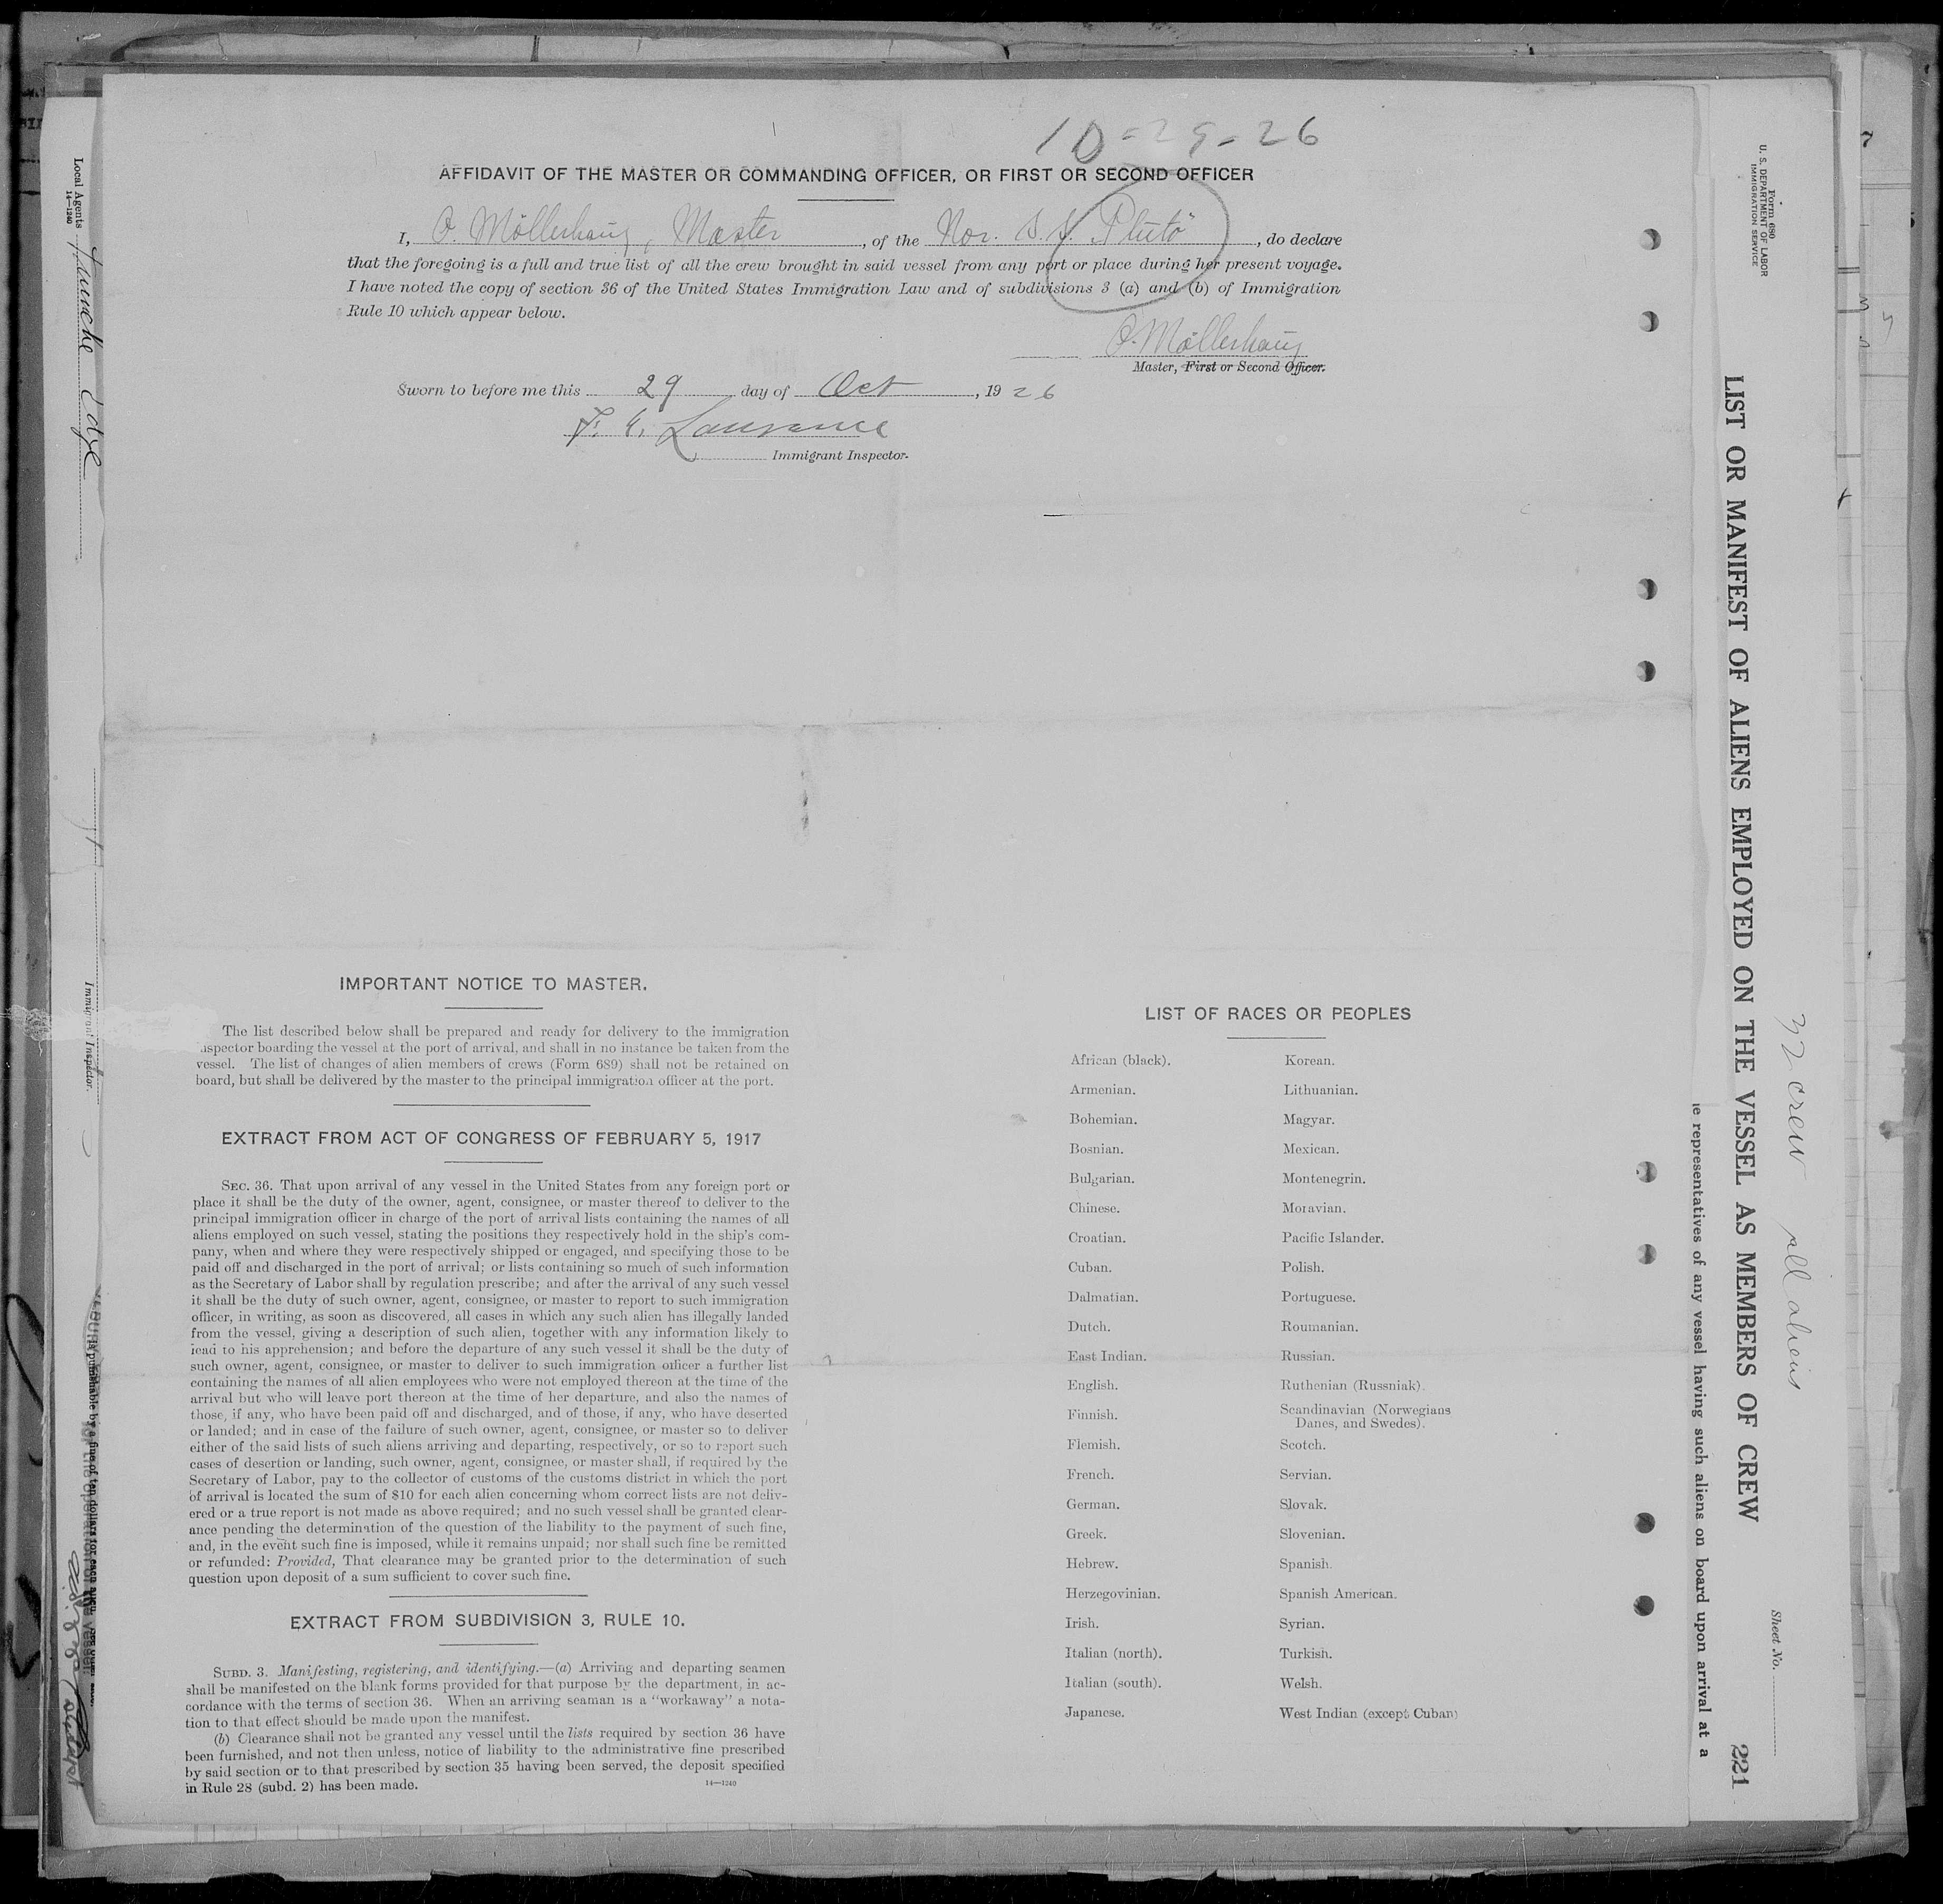 10-29-26
AFFIDAVIT OF THE MASTER OR COMMANDING OFFICER, OR FIRST OR SECOND OFFICER
I, O. Möllerhaug, Master, of the Nor. S.S. "Pluto", do declare
that the foregoing is a full and true list of all the crew brought in said vessel from any port or place during her present voyage.
I have noted the copy of section 36 of the United States Immigration Law and of subdivisions 3 (a) and (b) of Immigration
Rule 10 which appear below.
O. Möllerhaug
Master, First or Second Officer.
Sworn to before me this 29 day of Oct, 1926
Immigrant Inspector.
IMPORTANT NOTICE TO MASTER.
The list described below shall be prepared and ready for delivery to the immigration
inspector boarding the vessel at the port of arrival, and shall in no instance be taken from the
vessel. The list of changes of alien members of crews (Form 689) shall not be retained on
board, but shall be delivered by the master to the principal immigration officer at the port.
EXTRACT FROM ACT OF CONGRESS OF FEBRUARY 5, 1917
SEC. 36. That upon arrival of any vessel in the United States from any foreign port or
place it shall be the duty of the owner, agent, consignee, or master thereof to deliver to the
principal immigration officer in charge of the port of arrival lists containing the names of all
aliens employed on such vessel, stating the positions they respectively hold in the ship's com-
pany, when and where they were respectively shipped or engaged, and specifying those to be
paid off and discharged in the port of arrival; or lists containing so much of such information
as the Secretary of Labor shall by regulation prescribe; and after the arrival of any such vessel
it shall be the duty of such owner, agent, consignee, or master to report to such immigration
officer, in writing, as soon as discovered, all cases in which any such alien has illegally landed
from the vessel, giving a description of such alien, together with any information likely to
lead to his apprehension; and before the departure of any such vessel it shall be the duty of
such owner, agent, consignee, or master to deliver to such immigration officer a further list
containing the names of all alien employees who were not employed thereon at the time of the
arrival but who will leave port thereon at the time of her departure, and also the names of
those, if any, who have been paid off and discharged, and of those, if any, who have deserted
or landed; and in case of the failure of such owner, agent, consignee, or master so to deliver
either of the said lists of such aliens arriving and departing, respectively, or so to report such
cases of desertion or landing, such owner, agent, consignee, or master shall, if required by the
Secretary of Labor, pay to the collector of customs of the customs district in which the port
of arrival is located the sum of $10 for each alien concerning whom correct lists are not deliv-
ered or a true report is not made as above required; and no such vessel shall be granted clear-
ance pending the determination of the question of the liability to the payment of such fine,
and, in the event such fine is imposed, while it remains unpaid; nor shall such fine be remitted
or refunded: Provided, That clearance may be granted prior to the determination of such
question upon deposit of a sum sufficient to cover such fine.
EXTRACT FROM SUBDIVISION 3, RULE 10.
SUBD. 3. Manifesting, registering, and identifying.—(a) Arriving and departing seamen
shall be manifested on the blank forms provided for that purpose by the department, in ac-
cordance with the terms of section 36. When an arriving seaman is a "workaway" a nota-
tion to that effect should be made upon the manifest.
(b) Clearance shall not be granted any vessel until the lists required by section 36 have
been furnished, and not then unless, notice of liability to the administrative fine prescribed
by said section or to that prescribed by section 35 having been served, the deposit specified
in Rule 28 (subd. 2) has been made.
14—1240
LIST OF RACES OR PEOPLES
African (black).
Armenian.
Bohemian.
Bosnian.
Bulgarian.
Chinese.
Croatian.
Cuban.
Dalmatian.
Dutch.
East Indian.
English.
Finnish.
Flemish.
French.
German.
Greek.
Hebrew.
Herzegovinian.
Irish.
Italian (north).
Italian (south).
Japanese.
Korean.
Lithuanian.
Magyar.
Mexican.
Montenegrin.
Moravian.
Pacific Islander.
Polish.
Portuguese.
Roumanian.
Russian.
Ruthenian (Russniak).
Scandinavian (Norwegians
Danes, and Swedes).
Scotch.
Servian.
Slovak.
Slovenian.
Spanish.
Spanish American.
Syrian.
Turkish.
Welsh.
West Indian (except Cuban)
Form 680
U. S. DEPARTMENT OF LABOR
IMMIGRATION SERVICE
LIST OR MANIFEST OF ALIENS EMPLOYED ON THE VESSEL AS MEMBERS OF CREW
32 crew all aliens
Sheet No.
221
representatives of any vessel having such aliens on board upon arrival at a
Local Agents
14—1240
Immigrant Inspector.
is punishable by a fine of ten dollars for each alien